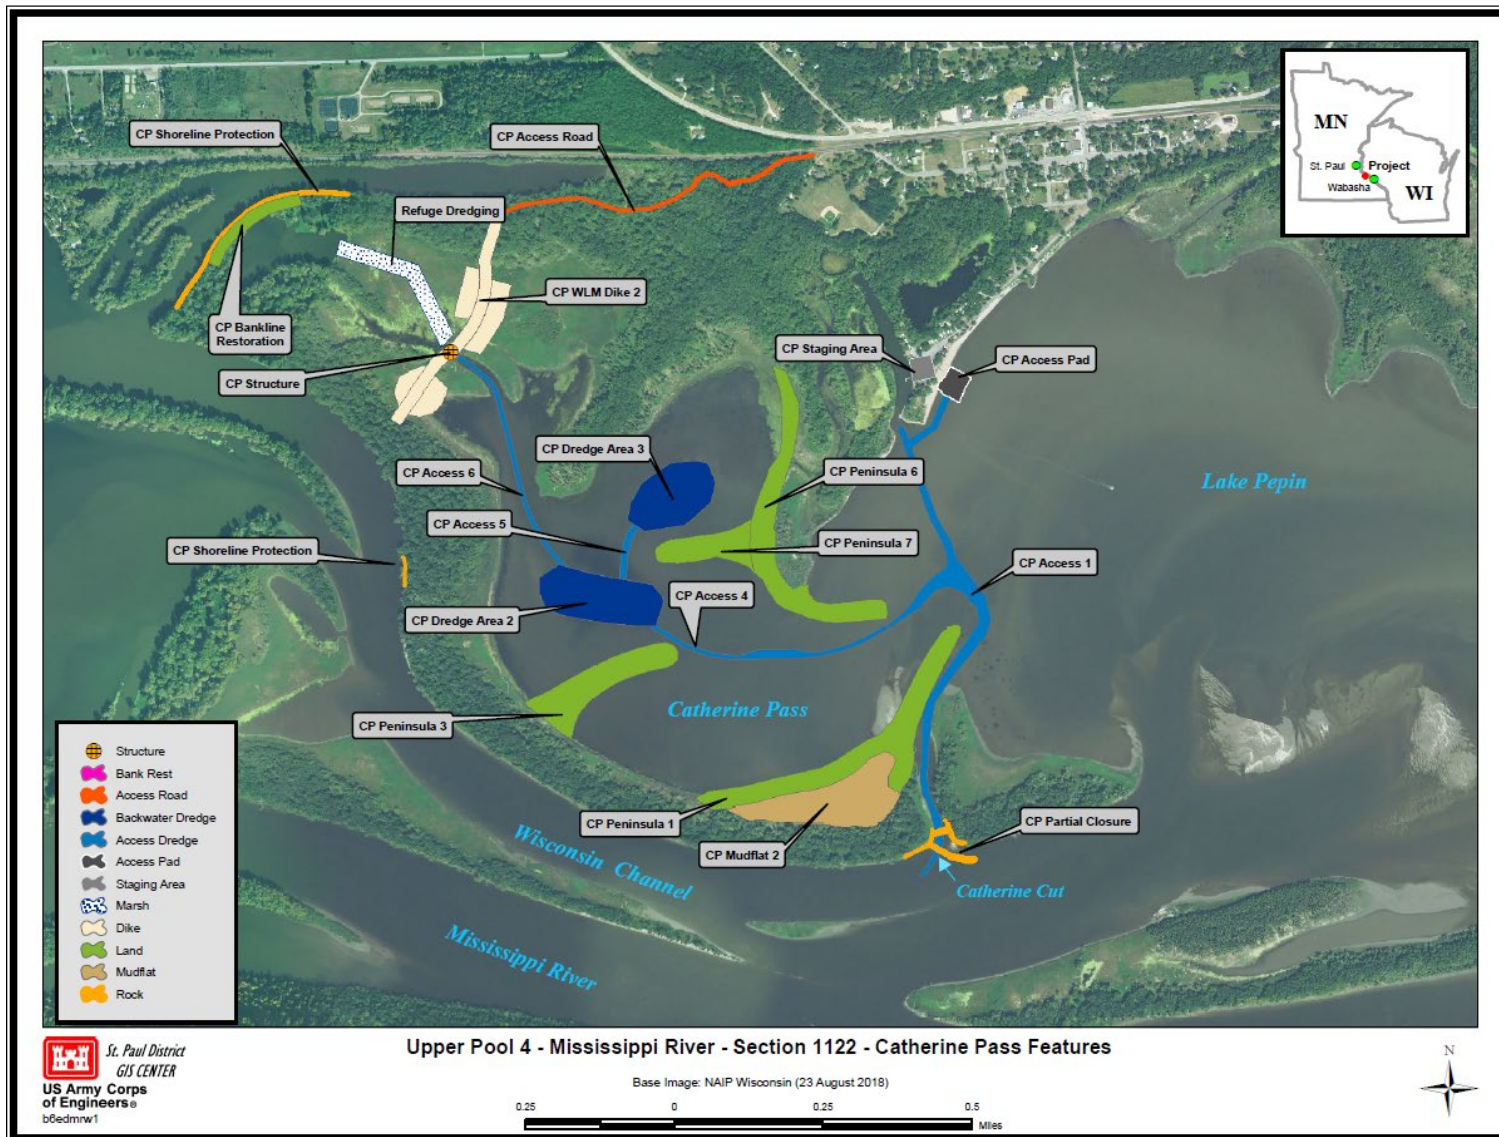 CP Shoreline Protection
CP Access Road
Refuge Dredging
CP WLM Dike 2
CP Bankline
Restoration
CP Structure
MN
St. Paul
Project
Wabasha
WI
CP Staging Area
CP Access Pad
CP Dredge Area 3
CP Access 6
CP Peninsula 6
Lake Pepin
CP Access 5
CP Peninsula 7
CP Shoreline Protection
CP Access 1
CP Access 4
CP Dredge Area 2
Catherine Pass
CP Peninsula 3
CP Peninsula 1
CP Mudflat 2
CP Partial Closure
Catherine Cut
Wisconsin Channel
Mississippi River
Structure
Bank Rest
Access Road
Backwater Dredge
Access Dredge
Access Pad
Staging Area
Marsh
Dike
Land
Mudflat
Rock
St. Paul District
GIS CENTER
US Army Corps
of Engineers®
b6edmrw1
Upper Pool 4 - Mississippi River - Section 1122 - Catherine Pass Features
Base Image: NAIP Wisconsin (23 August 2018)
0.25 0 0.25 0.5
Miles
N